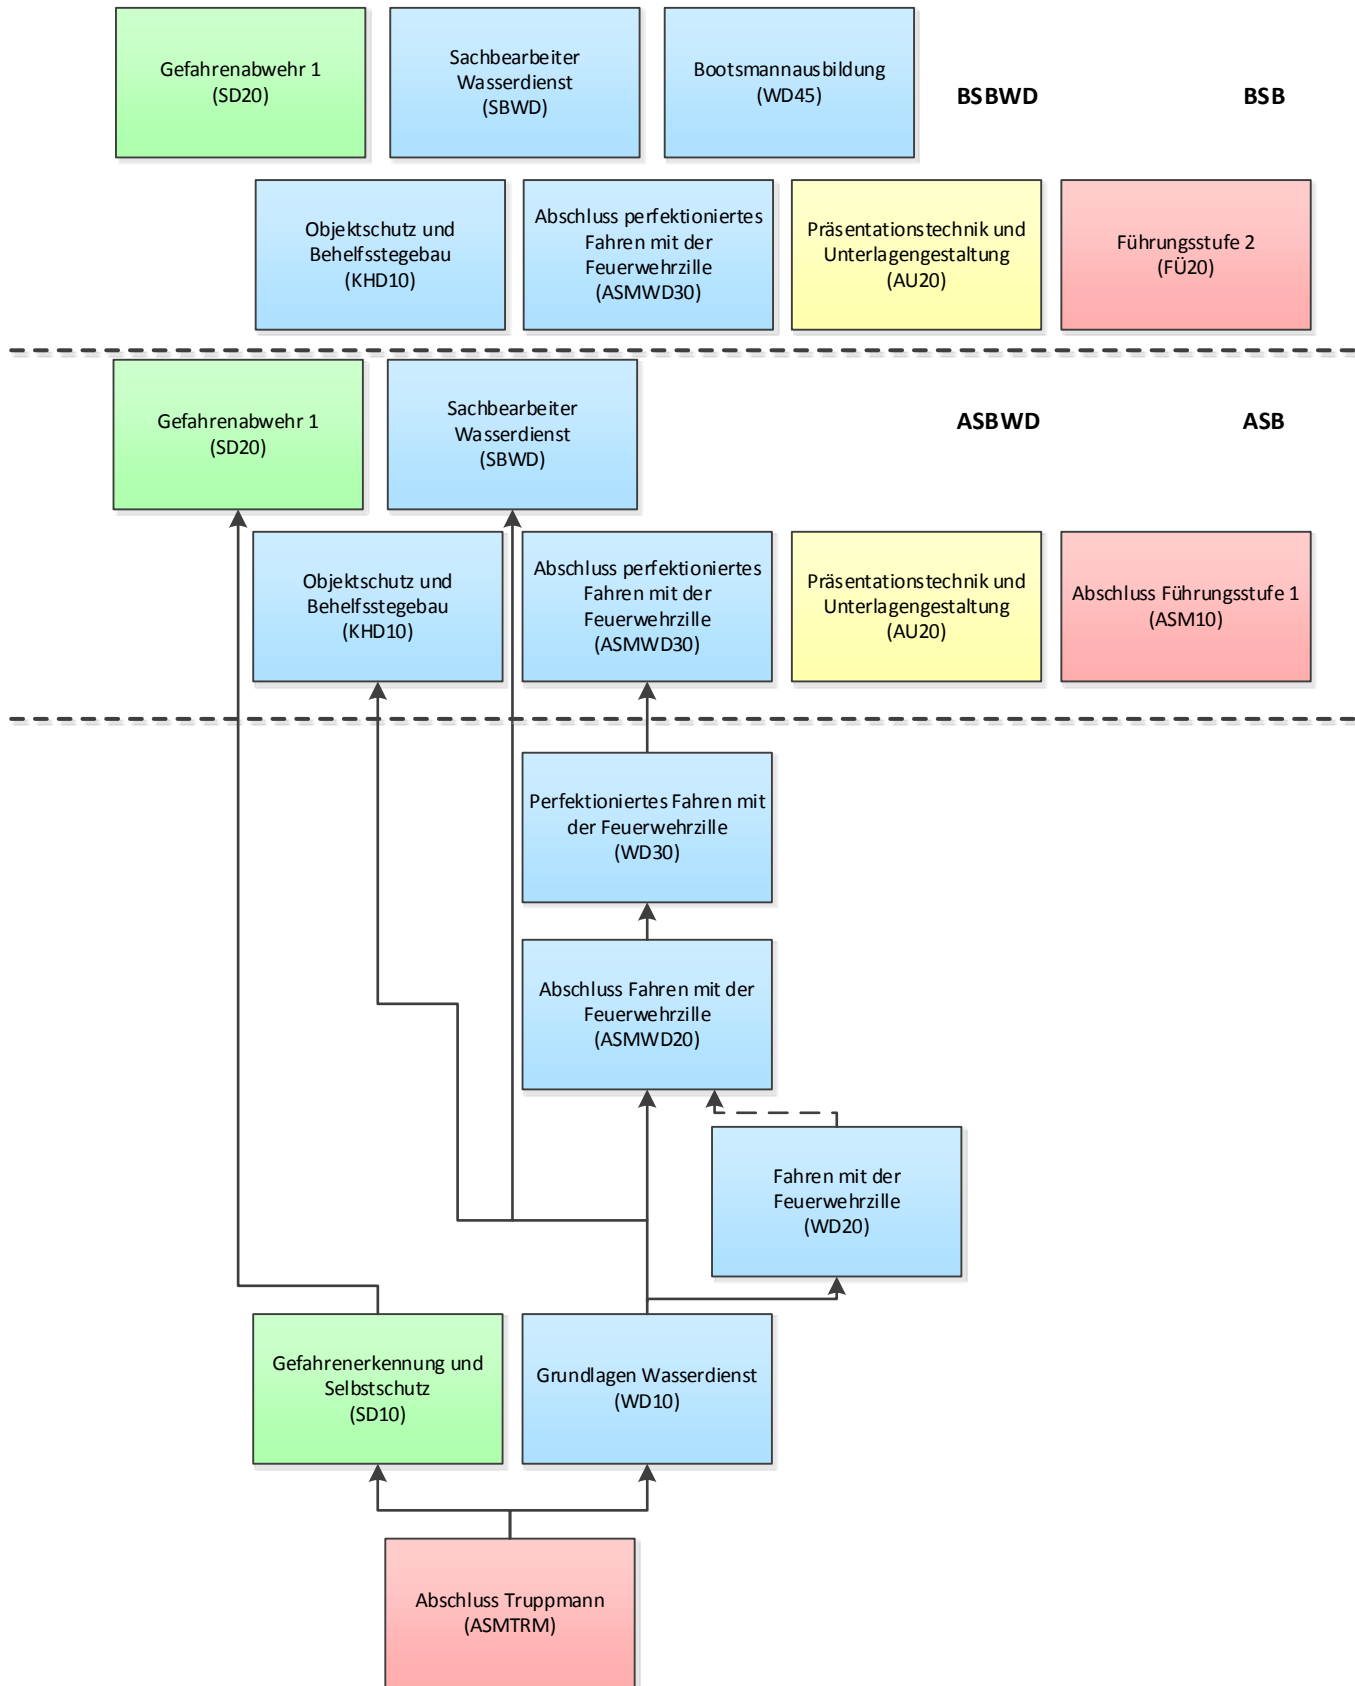 Gefahrenabwehr 1
(SD20)
Sachbearbeiter
Wasserdienst
(SBWD)
Bootsmannausbildung
(WD45)
BSBWD
BSB
Objektschutz und
Behelfsstegebau
(KHD10)
Abschluss perfektioniertes
Fahren mit der
Feuerwehrzille
(ASMWD30)
Präsentationstechnik und
Unterlagengestaltung
(AU20)
Führungsstufe 2
(FÜ20)
Gefahrenabwehr 1
(SD20)
Sachbearbeiter
Wasserdienst
(SBWD)
ASBWD
ASB
Objektschutz und
Behelfsstegebau
(KHD10)
Abschluss perfektioniertes
Fahren mit der
Feuerwehrzille
(ASMWD30)
Präsentationstechnik und
Unterlagengestaltung
(AU20)
Abschluss Führungsstufe 1
(ASM10)
Perfektioniertes Fahren mit
der Feuerwehrzille
(WD30)
Abschluss Fahren mit der
Feuerwehrzille
(ASMWD20)
Fahren mit der
Feuerwehrzille
(WD20)
Gefahrenerkennung und
Selbstschutz
(SD10)
Grundlagen Wasserdienst
(WD10)
Abschluss Truppmann
(ASMTRM)